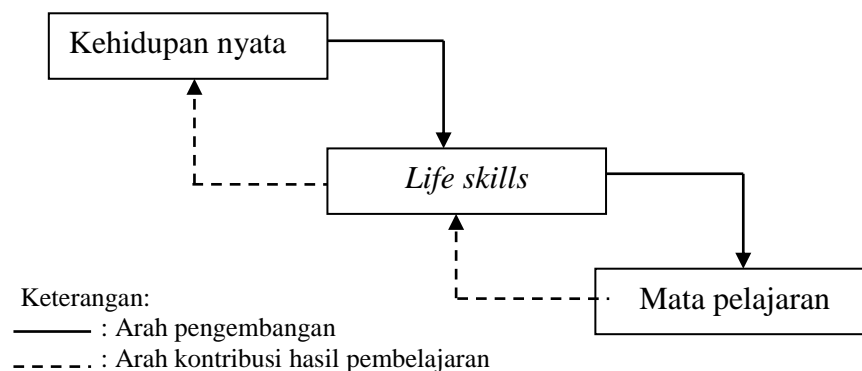 Kehidupan nyata
Life skills
Mata pelajaran
Keterangan:
: Arah pengembangan
: Arah kontribusi hasil pembelajaran